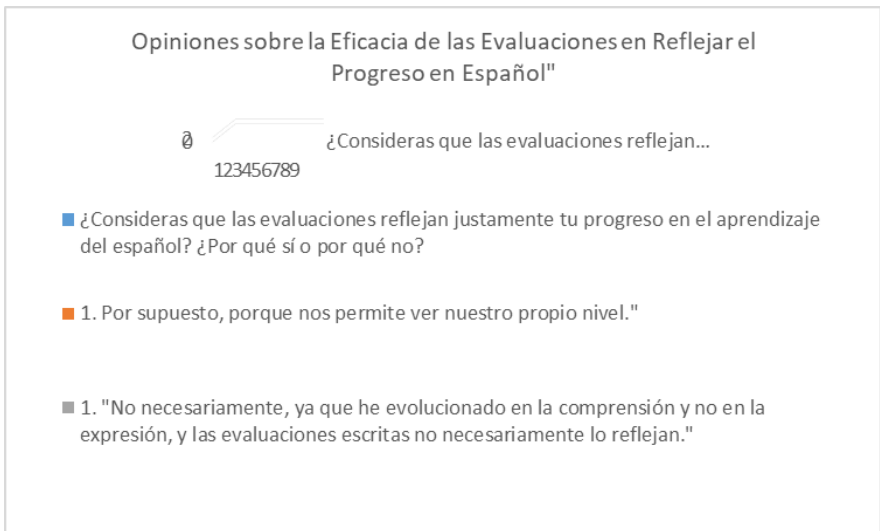 Opiniones sobre la Eficacia de las Evaluaciones en Reflejar el
Progreso en Español"
¿Consideras que las evaluaciones reflejan...
123456789
¿Consideras que las evaluaciones reflejan justamente tu progreso en el aprendizaje
del español? ¿Por qué sí o por qué no?
1. Por supuesto, porque nos permite ver nuestro propio nivel."
1. "No necesariamente, ya que he evolucionado en la comprensión y no en la
expresión, y las evaluaciones escritas no necesariamente lo reflejan."